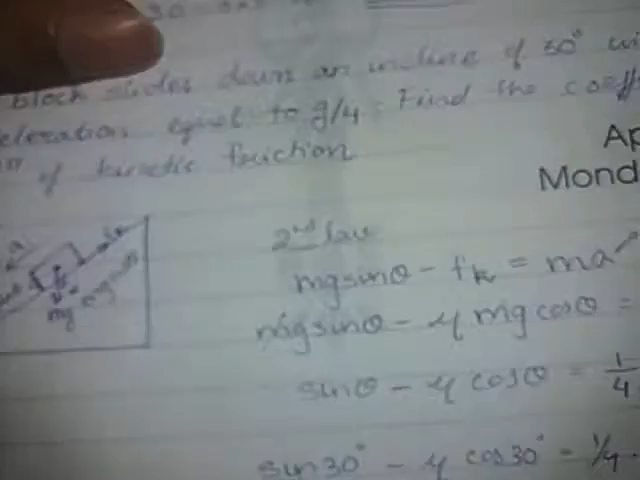 block slides down an incline of 30° wi
eleration equal to g/4. Find the coeff
of kinetic friction
Ap
Mond
2nd law
mgsinθ - fk = ma
mgsinθ - μ mg cosθ =
sinθ - μ cosθ = 1/4
mg
sin30° - μ cos30° = 1/4